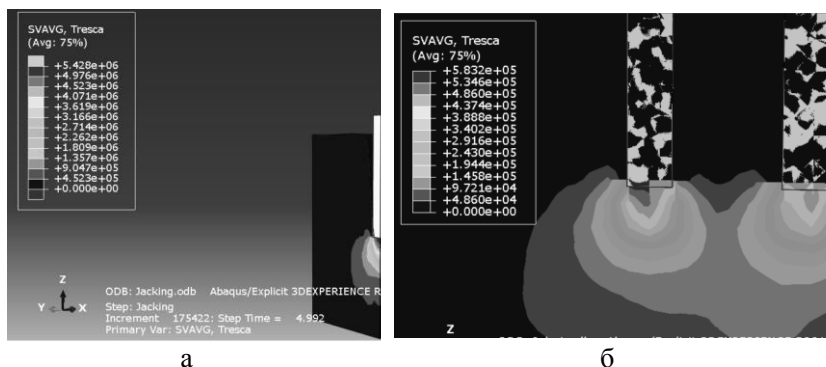 SVAVG, Tresca
(Avg: 75%)
+5.428e+06
+4.976e+06
+4.523e+06
+4.071e+06
+3.619e+06
+3.166e+06
+2.714e+06
+2.262e+06
+1.809e+06
+1.357e+06
+9.047e+05
+4.523e+05
+0.000e+00
Z
Y X
ODB: Jacking.odb Abaqus/Explicit 3DEXPERIENCE R
Step: Jacking
Increment 175422: Step Time = 4.992
Primary Var: SVAVG, Tresca
а
SVAVG, Tresca
(Avg: 75%)
+5.832e+05
+5.346e+05
+4.860e+05
+4.374e+05
+3.888e+05
+3.402e+05
+2.916e+05
+2.430e+05
+1.944e+05
+1.458e+05
+9.721e+04
+4.860e+04
+0.000e+00
Z
б